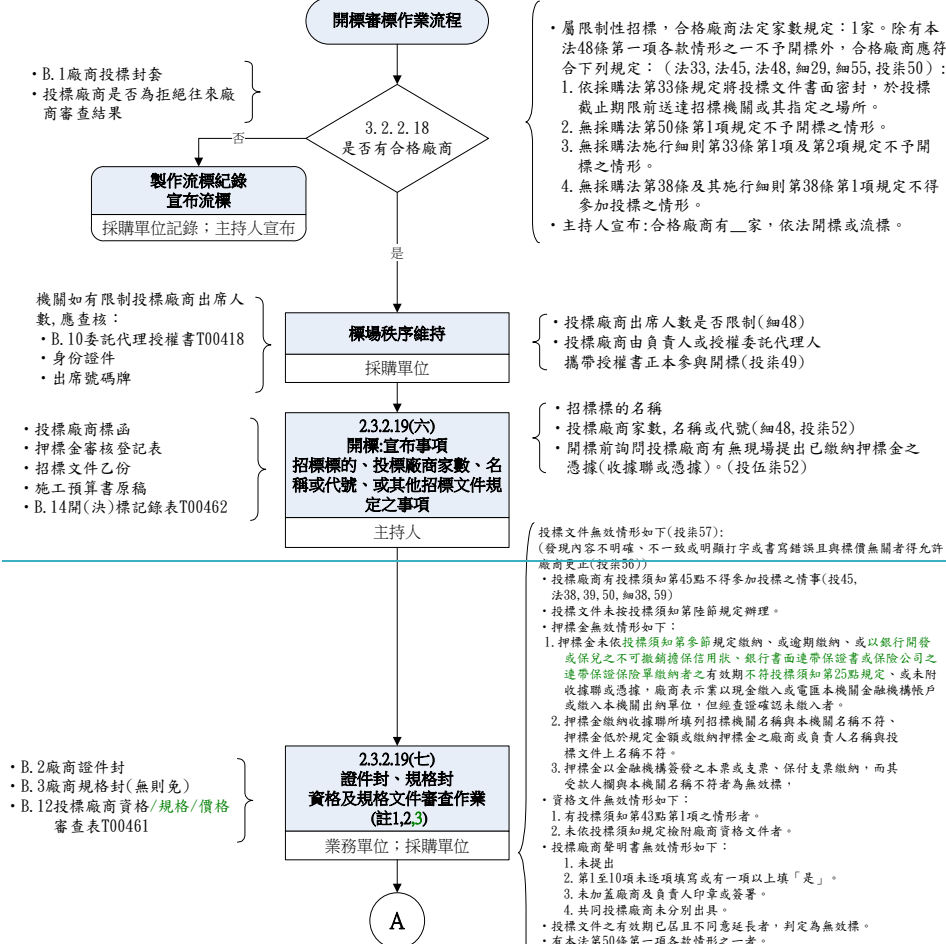 開標審標作業流程
・B.1廠商投標封套
・投標廠商是否為拒絕往來廠
商審查結果
3.2.2.18
是否有合格廠商
否
製作流標紀錄
宣布流標
採購單位記錄；主持人宣布
是
・屬限制性招標，合格廠商法定家數規定：1家。除有本
法48條第一項各款情形之一不予開標外，合格廠商應符
合下列規定：（法33,法45,法48,細29,細55,投柒50）:
1.依採購法第33條規定將投標文件書面密封，於投標
截止期限前送達招標機關或其指定之場所。
2.無採購法第50條第1項規定不予開標之情形。
3.無採購法施行細則第33條第1項及第2項規定不予開
標之情形。
4.無採購法第38條及其施行細則第38條第1項規定不得
參加投標之情形。
・主持人宣布:合格廠商有__家，依法開標或流標。
機關如有限制投標廠商出席人
數,應查核：
・B.10委託代理授權書T00418
・身份證件
・出席號碼牌
標場秩序維持
採購單位
・投標廠商出席人數是否限制(細48)
・投標廠商由負責人或授權委託代理人
攜帶授權書正本參與開標(投柒49)
・投標廠商標函
・押標金審核登記表
・招標文件乙份
・施工預算書原稿
・B.14開(決)標記錄表T00462
2.3.2.19(六)
開標:宣布事項
招標標的、投標廠商家數、名
稱或代號、或其他招標文件規
定之事項
主持人
・招標標的名稱
・投標廠商家數,名稱或代號(細48,投柒52)
・開標前詢問投標廠商有無現場提出已繳納押標金之
憑據(收據聯或憑據)。(投伍柒52)
・B.2廠商證件封
・B.3廠商規格封(無則免)
・B.12投標廠商資格/規格/價格
審查表T00461
2.3.2.19(七)
證件封、規格封
資格及規格文件審查作業
(註1,2,3)
業務單位；採購單位
A
投標文件無效情形如下(投柒57):
(發現內容不明確、不一致或明顯打字或書寫錯誤且與標價無關者得允許
廠商更正(投柒56))
・投標廠商有投標須知第45點不得參加投標之情事(投45,
法38,39,50,細38,59)
・投標文件未按投標須知第陸節規定辦理。
・押標金無效情形如下：
1.押標金未依投標須知第參節規定繳納、或逾期繳納、或以銀行開發
或保兌之不可撤銷擔保信用狀、銀行書面連帶保證書或保險公司之
連帶保證保險單繳納者之有效期不符投標須知第25點規定、或未附
收據聯或憑據，廠商表示業以現金繳入或電匯本機關金融機構帳戶
或繳入本機關出納單位，但經查證確認未繳入者。
2.押標金繳納收據聯所填列招標機關名稱與本機關名稱不符、
押標金低於規定金額或繳納押標金之廠商或負責人名稱與投
標文件上名稱不符。
3.押標金以金融機構簽發之本票或支票、保付支票繳納，而其
受款人欄與本機關名稱不符者為無效標，
・資格文件無效情形如下：
1.有投標須知第43點第1項之情形者。
2.未依投標須知規定檢附廠商資格文件者。
・投標廠商聲明書無效情形如下：
1.未提出
2.第1至10項未逐項填寫或有一項以上填「是」。
3.未加蓋廠商及負責人印章或簽署。
4.共同投標廠商未分別出具。
・投標文件之有效期已屆且不同意延長者，判定為無效標。
・有本法第50條第一項各款情形之一者。